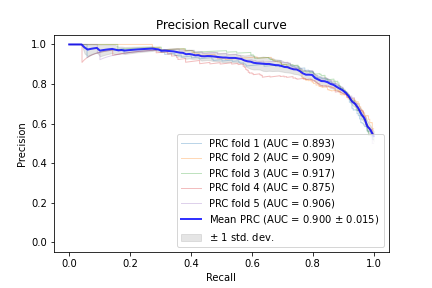 Precision Recall curve
Precision
1.0
0.8
0.6
0.4
0.2
0.0
PRC fold 1 (AUC = 0.893)
PRC fold 2 (AUC = 0.909)
PRC fold 3 (AUC = 0.917)
PRC fold 4 (AUC = 0.875)
PRC fold 5 (AUC = 0.906)
Mean PRC (AUC = 0.900 ± 0.015)
± 1 std. dev.
0.0 0.2 0.4 0.6 0.8 1.0
Recall